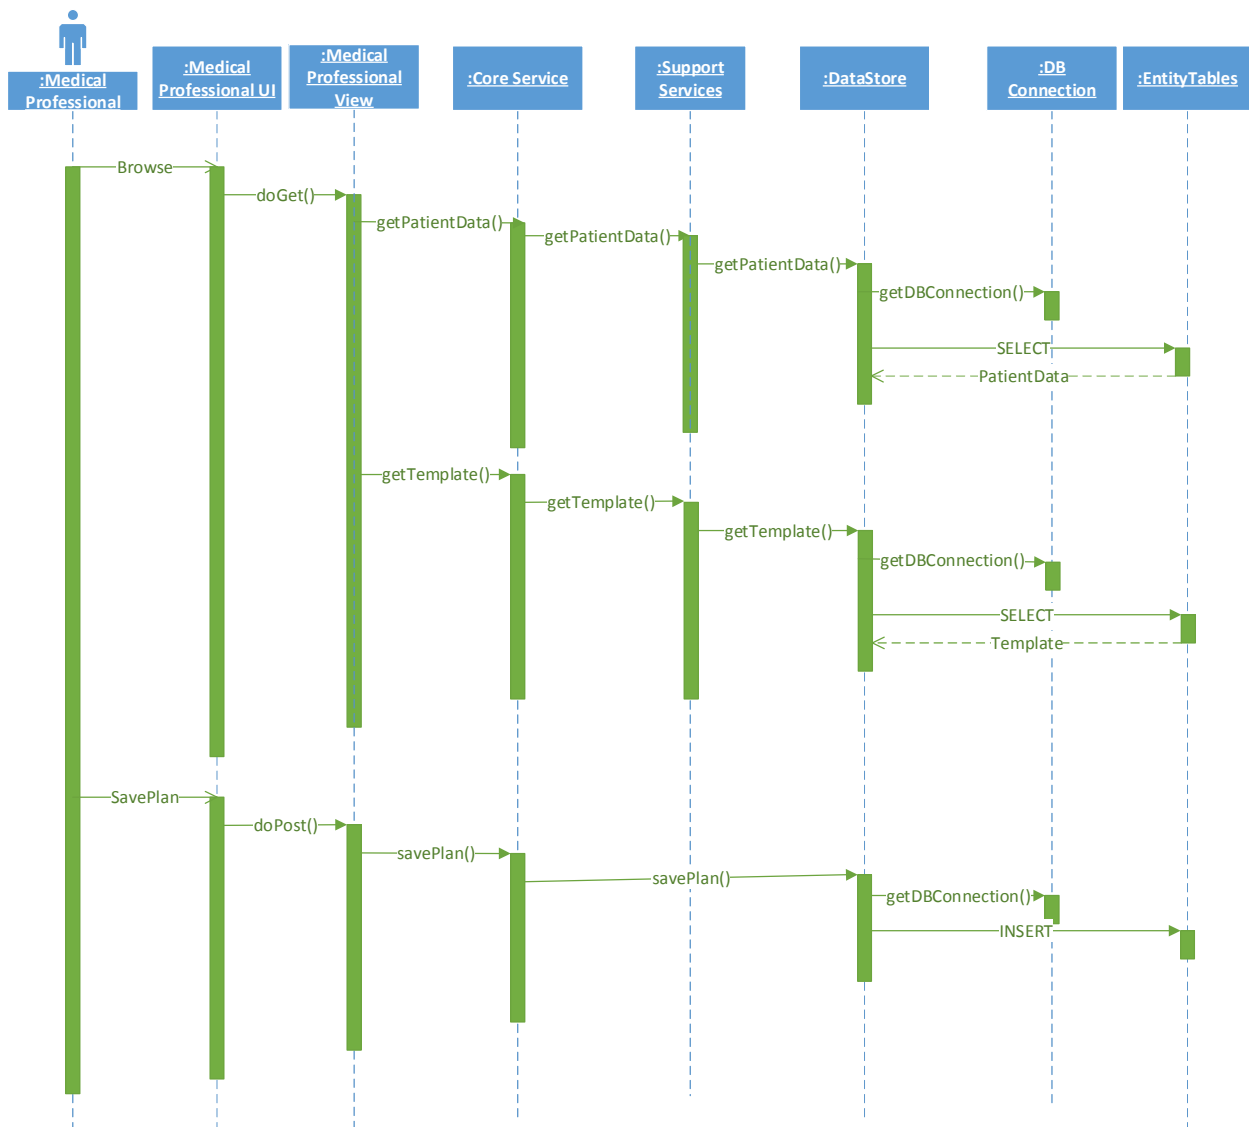 :Medical
Professional
:Medical
Professional UI
:Medical
Professional
View
:Core Service
:Support
Services
:DataStore
:DB
Connection
:EntityTables
Browse
doGet()
getPatientData()
getPatientData()
getPatientData()
getDBConnection()
SELECT
PatientData
getTemplate()
getTemplate()
getTemplate()
getDBConnection()
SELECT
Template
SavePlan
doPost()
savePlan()
savePlan()
getDBConnection()
INSERT